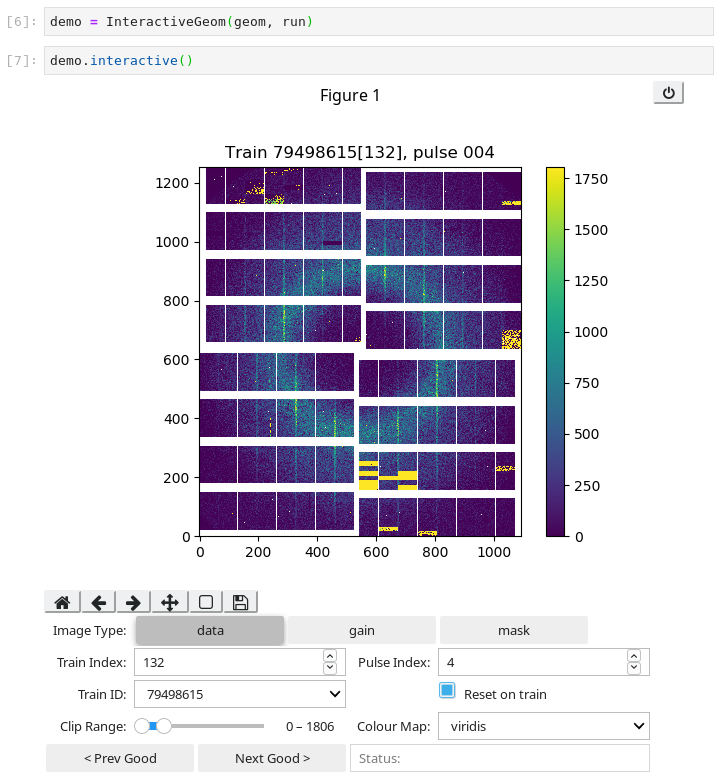 [6]: demo = InteractiveGeom(geom, run)
[7]: demo.interactive()
Figure 1
Train 79498615[132], pulse 004
1200
1000
800
600
400
200
0
0 200 400 600 800 1000
1750
1500
1250
1000
750
500
250
0
Image Type: data gain mask
Train Index: 132 Pulse Index: 4
Train ID: 79498615 Reset on train
Clip Range: 0 – 1806 Colour Map: viridis
< Prev Good Next Good > Status: